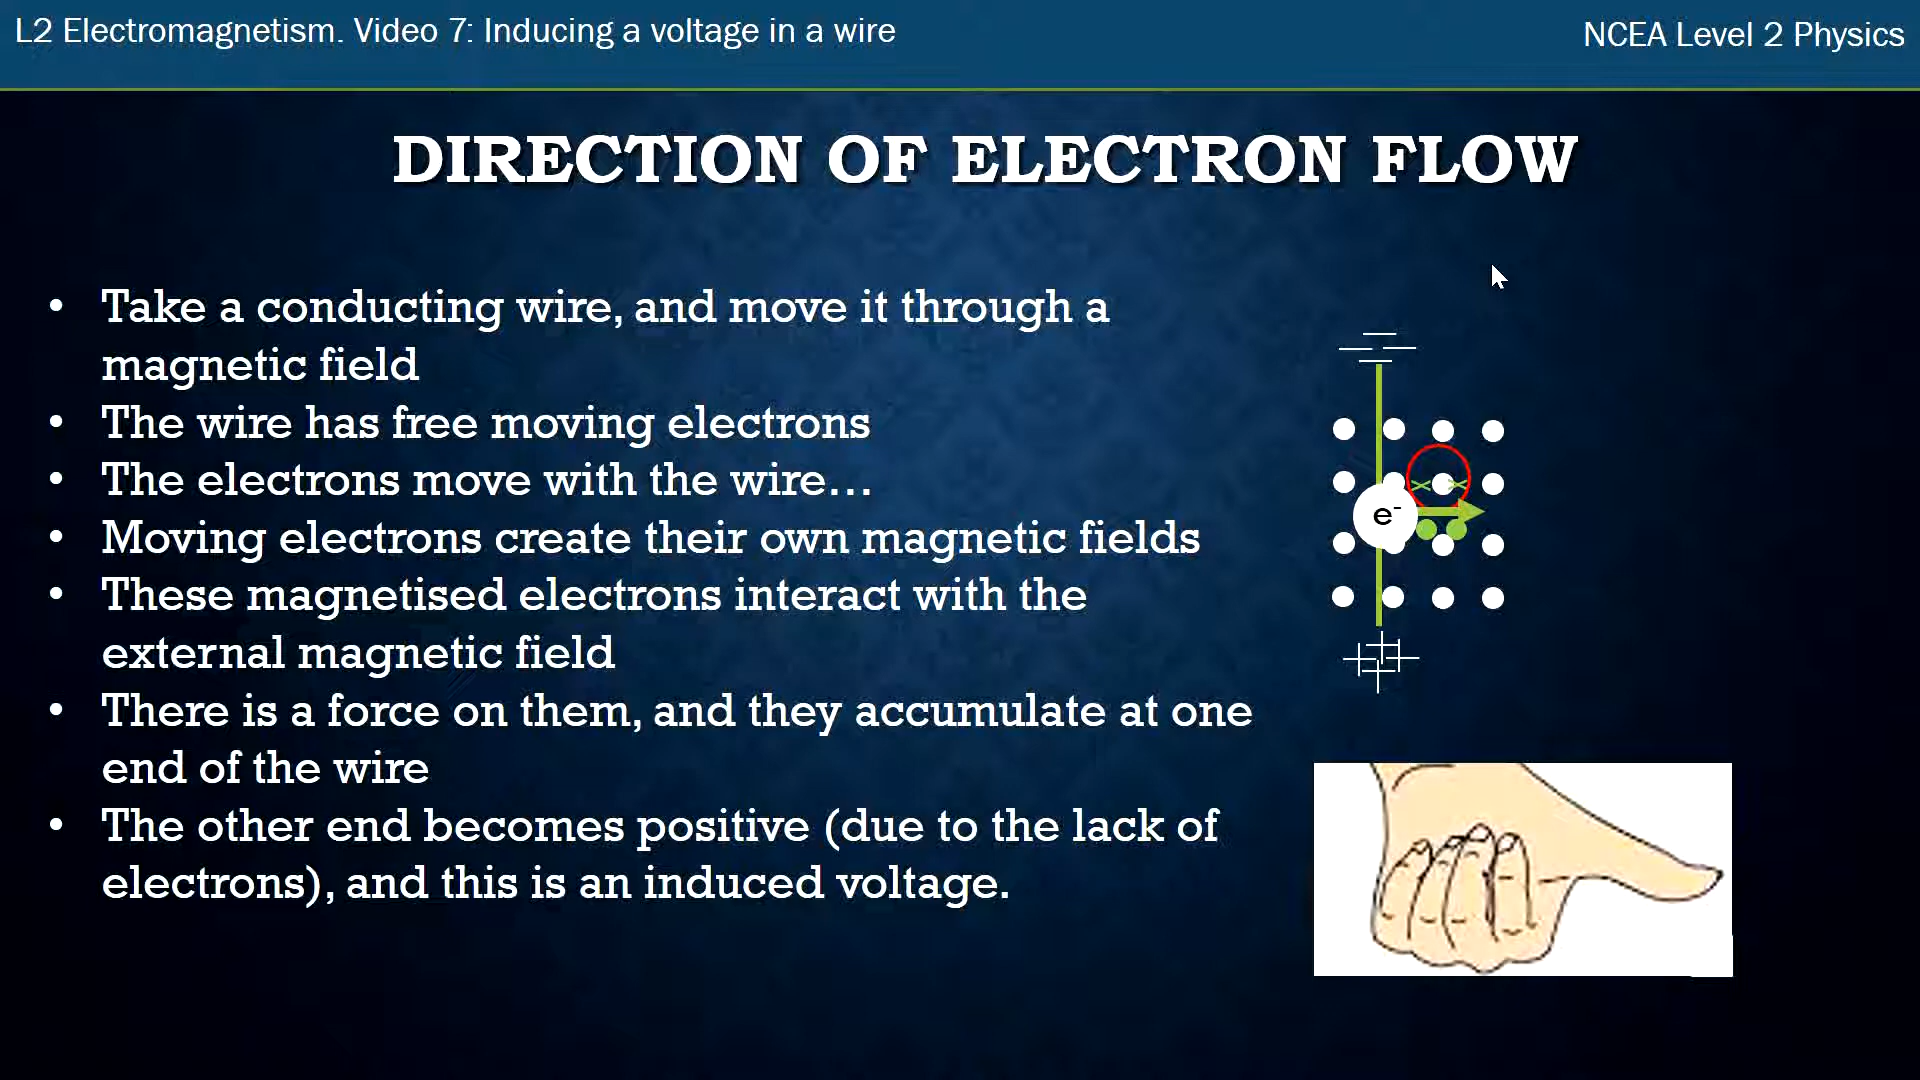 L2 Electromagnetism. Video 7: Inducing a voltage in a wire
NCEA Level 2 Physics
DIRECTION OF ELECTRON FLOW
• Take a conducting wire, and move it through a
magnetic field
• The wire has free moving electrons
• The electrons move with the wire…
• Moving electrons create their own magnetic fields
• These magnetised electrons interact with the
external magnetic field
• There is a force on them, and they accumulate at one
end of the wire
• The other end becomes positive (due to the lack of
electrons), and this is an induced voltage.
e⁻